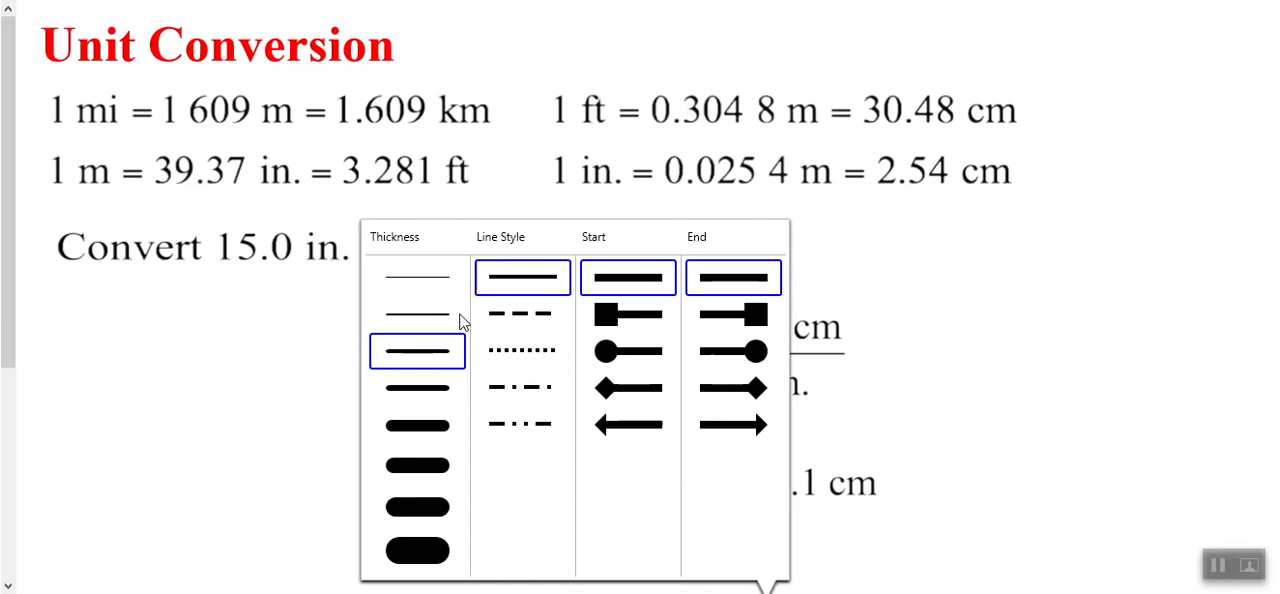 Unit Conversion
1 mi = 1 609 m = 1.609 km 1 ft = 0.304 8 m = 30.48 cm
1 m = 39.37 in. = 3.281 ft 1 in. = 0.025 4 m = 2.54 cm
Convert 15.0 in.
Thickness Line Style Start End
cm
.1 cm